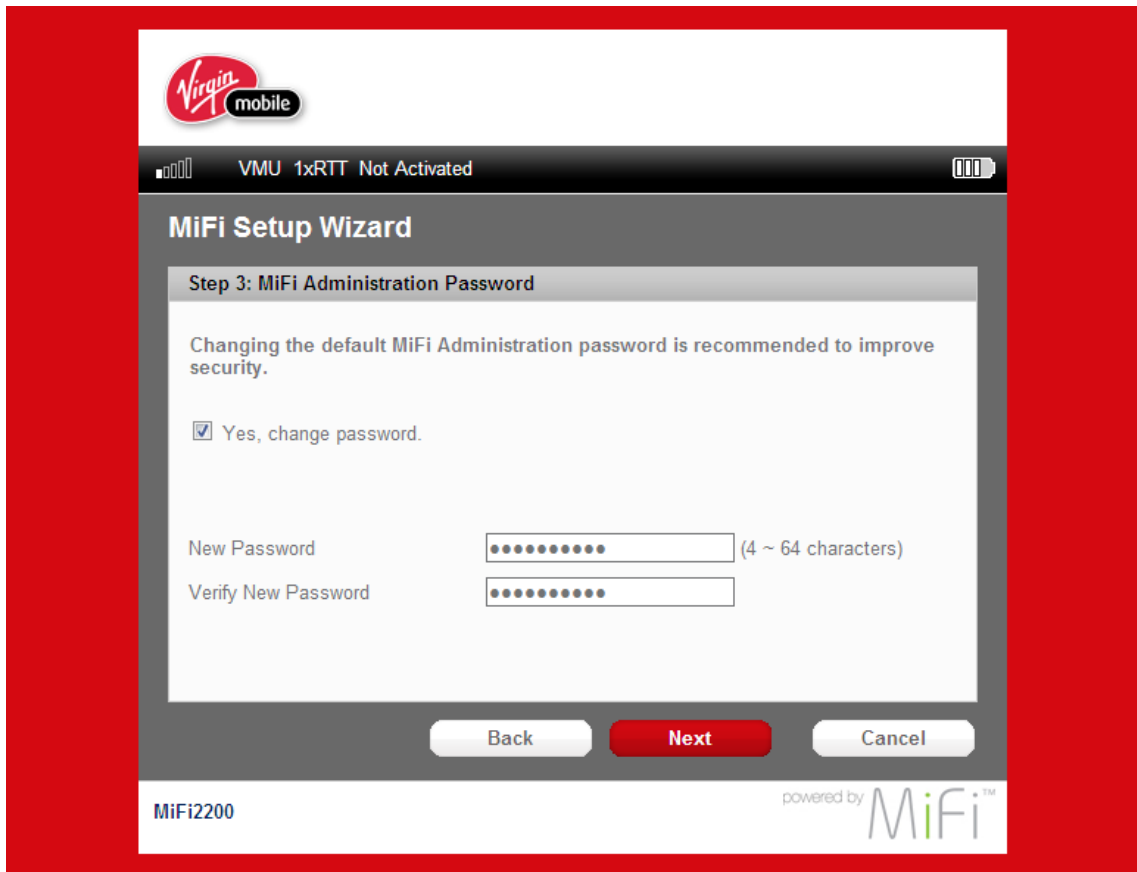 Virgin
mobile
VMU 1xRTT Not Activated
MiFi Setup Wizard
Step 3: MiFi Administration Password
Changing the default MiFi Administration password is recommended to improve
security.
Yes, change password.
New Password •••••••••• (4 ~ 64 characters)
Verify New Password ••••••••••
Back Next Cancel
MiFi2200 powered by MiFi™